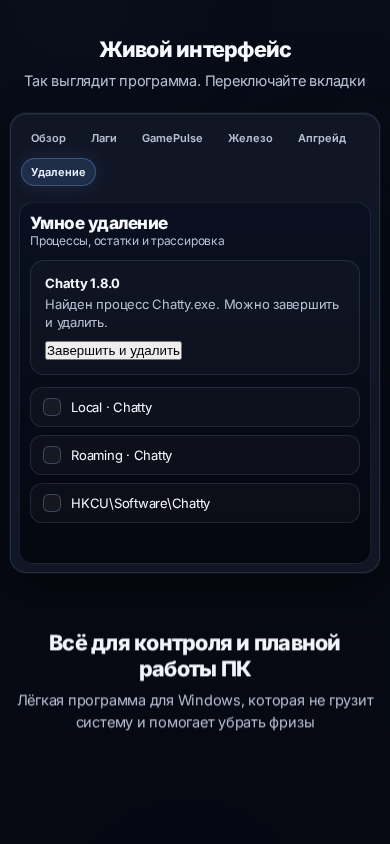 Живой интерфейс
Так выглядит программа. Переключайте вкладки
Обзор Лаги GamePulse Железо Апгрейд
Удаление
Умное удаление
Процессы, остатки и трассировка
Chatty 1.8.0
Найден процесс Chatty.exe. Можно завершить
и удалить.
Завершить и удалить
Local · Chatty
Roaming · Chatty
HKCU\Software\Chatty
Всё для контроля и плавной
работы ПК
Лёгкая программа для Windows, которая не грузит
систему и помогает убрать фризы